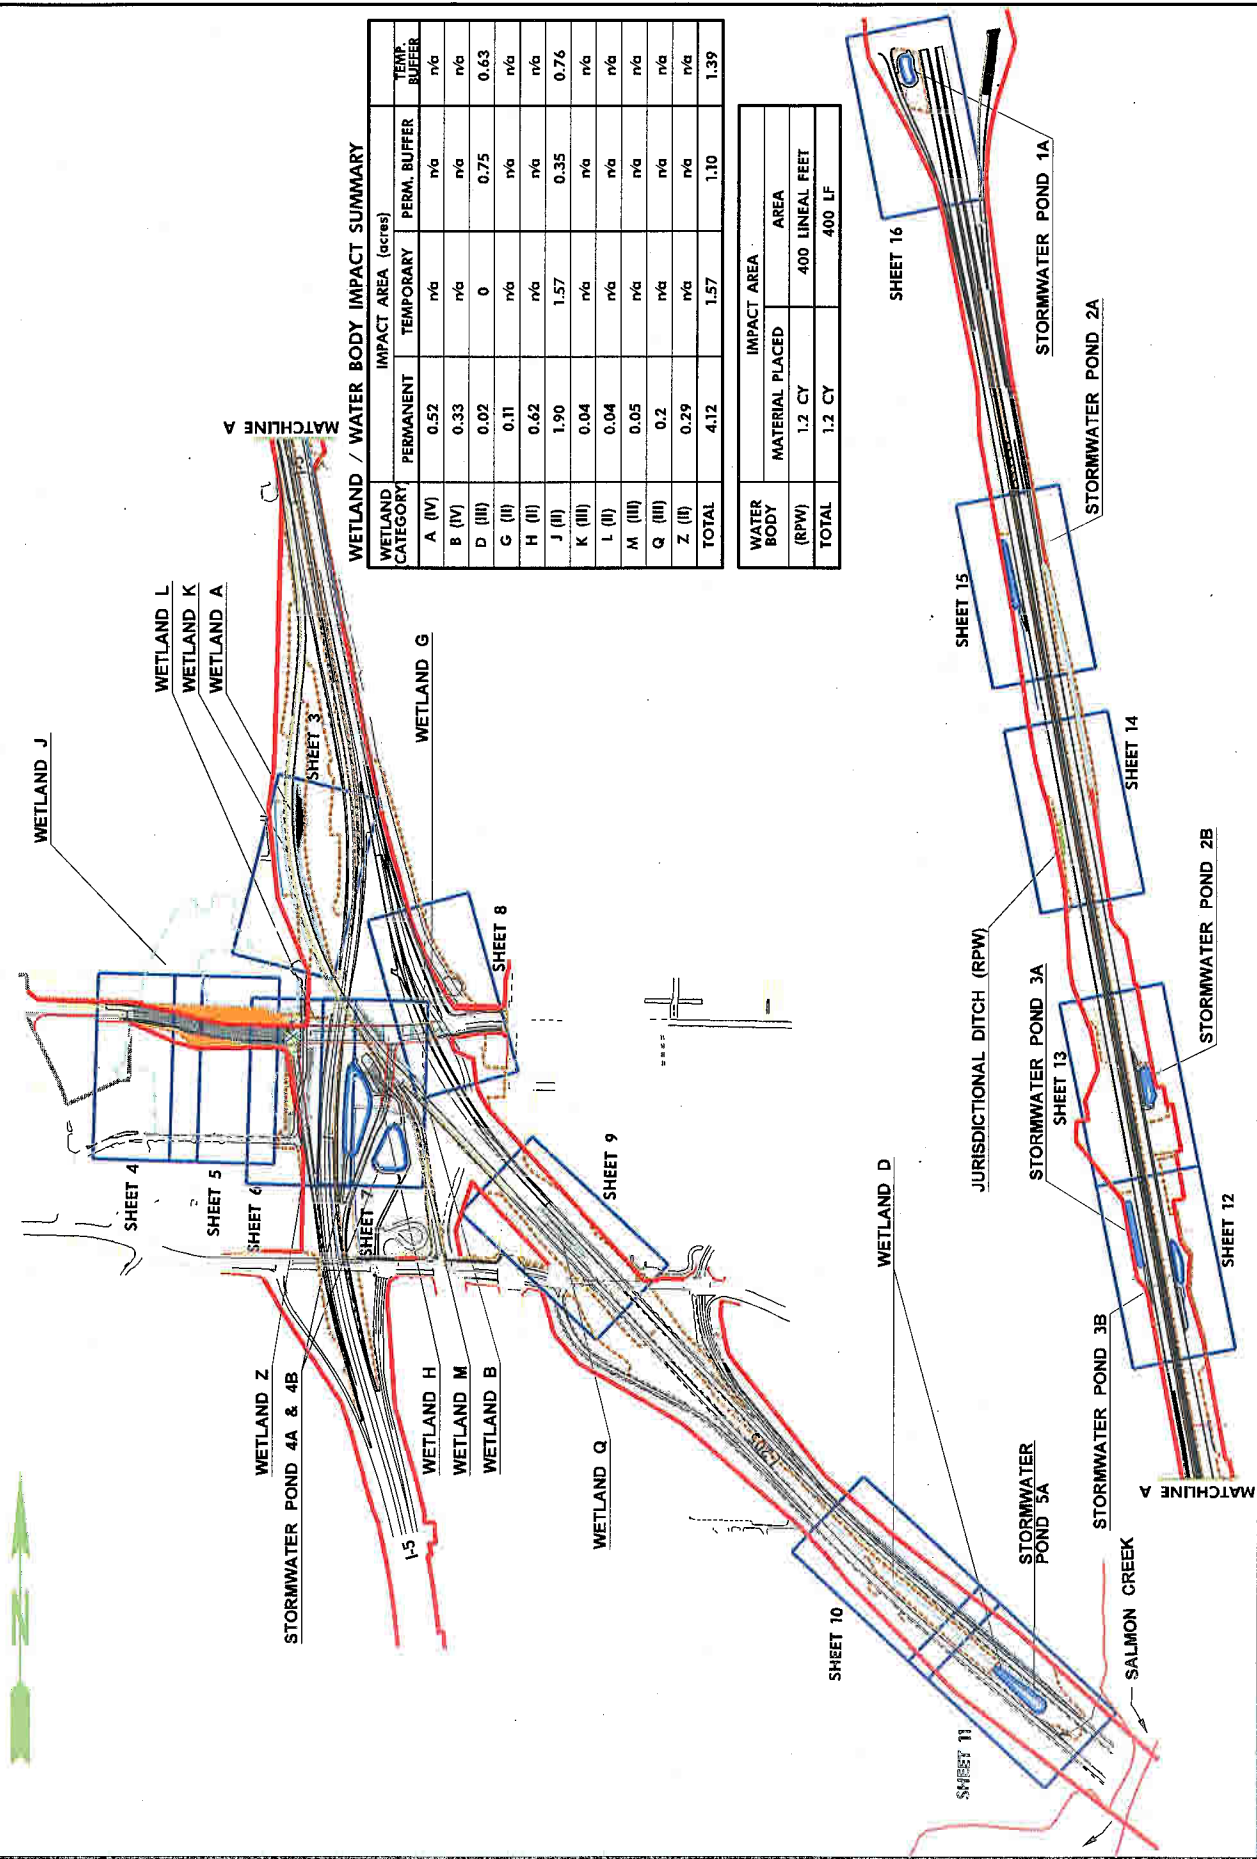 N
WETLAND J
WETLAND L
WETLAND K
WETLAND A
MATCHLINE A
I-5
SHEET 3
WETLAND G
SHEET 4
SHEET 5
SHEET 6
SHEET 7
SHEET 8
SHEET 9
WETLAND Z
STORMWATER POND 4A & 4B
WETLAND H
WETLAND M
WETLAND B
I-5
WETLAND Q
I-205
WETLAND D
SHEET 10
SHEET 11
STORMWATER
POND 5A
SALMON CREEK
WETLAND / WATER BODY IMPACT SUMMARY
WETLAND CATEGORY IMPACT AREA (acres)
PERMANENT TEMPORARY PERM. BUFFER TEMP. BUFFER
A (IV) 0.52 n/a n/a n/a
B (IV) 0.33 n/a n/a n/a
D (III) 0.02 0 0.75 0.63
G (II) 0.11 n/a n/a n/a
H (II) 0.62 n/a n/a n/a
J (II) 1.90 1.57 0.35 0.76
K (III) 0.04 n/a n/a n/a
L (II) 0.04 n/a n/a n/a
M (III) 0.05 n/a n/a n/a
Q (III) 0.2 n/a n/a n/a
Z (II) 0.29 n/a n/a n/a
TOTAL 4.12 1.57 1.10 1.39
WATER BODY IMPACT AREA
MATERIAL PLACED AREA
(RPW) 1.2 CY 400 LINEAL FEET
TOTAL 1.2 CY 400 LF
SHEET 16
STORMWATER POND 1A
SHEET 15
STORMWATER POND 2A
SHEET 14
JURISDICTIONAL DITCH (RPW)
STORMWATER POND 3A
SHEET 13
STORMWATER POND 2B
SHEET 12
STORMWATER POND 3B
MATCHLINE A